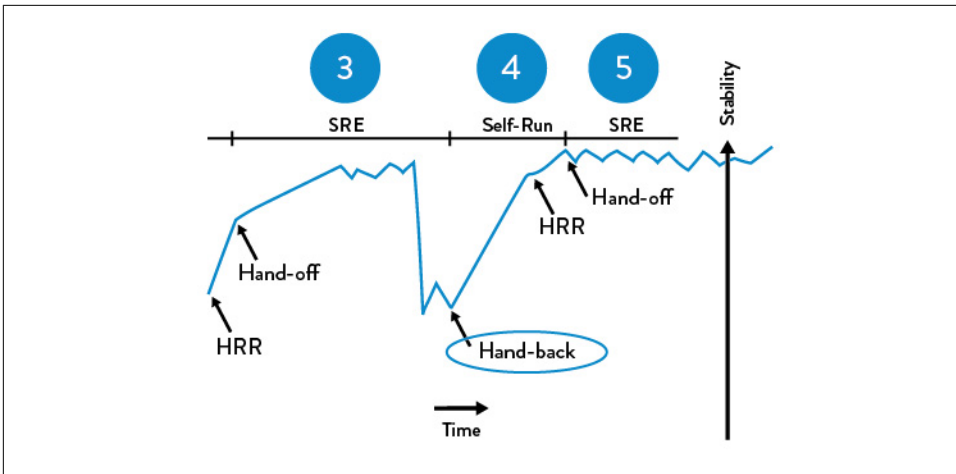 3
4
5
SRE
Self-Run
SRE
Stability
Hand-off
HRR
Hand-off
HRR
Hand-back
Time